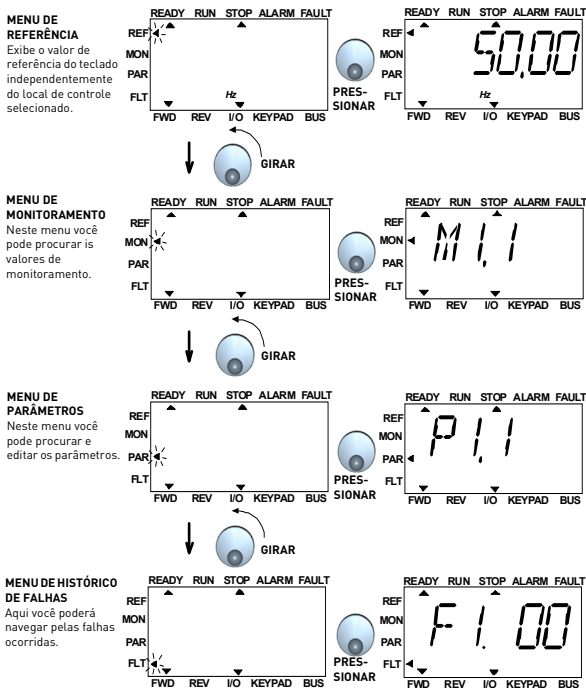 MENU DE
REFERÊNCIA
Exibe o valor de
referência do teclado
independentemente
do local de controle
selecionado.
READY RUN STOP ALARM FAULT
REF
MON
PAR
FLT
Hz
FWD REV I/O KEYPAD BUS
PRES-
SIONAR
READY RUN STOP ALARM FAULT
REF
MON
PAR
FLT
50,00
Hz
FWD REV I/O KEYPAD BUS
GIRAR
MENU DE
MONITORAMENTO
Neste menu você
pode procurar is
valores de
monitoramento.
READY RUN STOP ALARM FAULT
REF
MON
PAR
FLT
FWD REV I/O KEYPAD BUS
PRES-
SIONAR
READY RUN STOP ALARM FAULT
REF
MON
PAR
FLT
M1,1
FWD REV I/O KEYPAD BUS
GIRAR
MENU DE
PARÂMETROS
Neste menu você
pode procurar e
editar os parâmetros.
READY RUN STOP ALARM FAULT
REF
MON
PAR
FLT
FWD REV I/O KEYPAD BUS
PRES-
SIONAR
READY RUN STOP ALARM FAULT
REF
MON
PAR
FLT
P1,1
FWD REV I/O KEYPAD BUS
GIRAR
MENU DE HISTÓRICO
DE FALHAS
Aqui você poderá
navegar pelas falhas
ocorridas.
READY RUN STOP ALARM FAULT
REF
MON
PAR
FLT
FWD REV I/O KEYPAD BUS
PRES-
SIONAR
READY RUN STOP ALARM FAULT
REF
MON
PAR
FLT
F1. 00
FWD REV I/O KEYPAD BUS